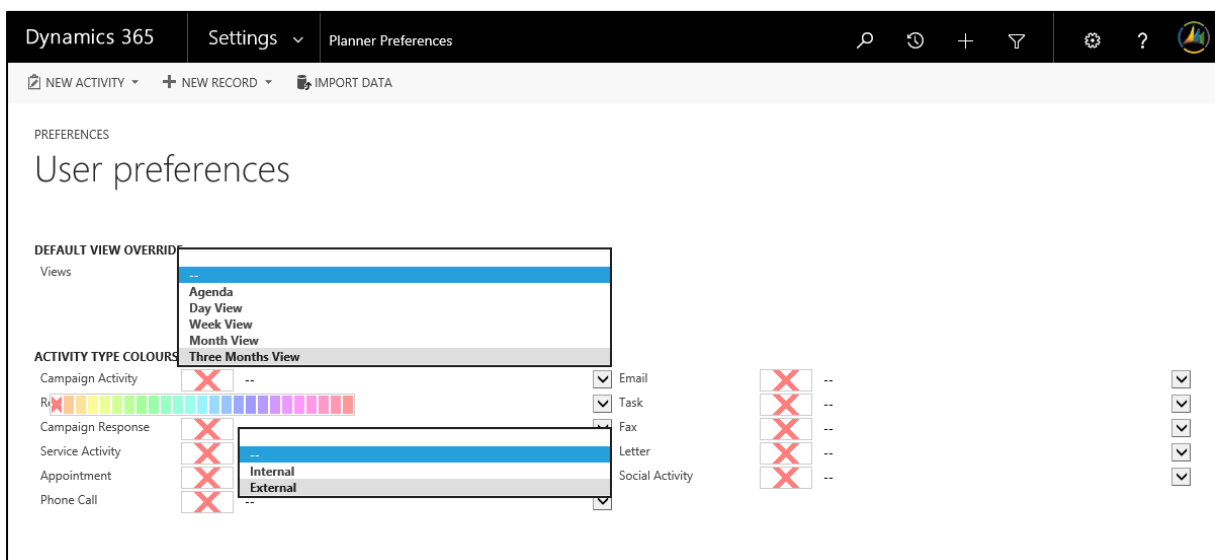 Dynamics 365 Settings Planner Preferences ?
NEW ACTIVITY NEW RECORD IMPORT DATA
PREFERENCES
User preferences
DEFAULT VIEW OVERRIDE
Views
--
Agenda
Day View
Week View
Month View
Three Months View
ACTIVITY TYPE COLOURS
Campaign Activity -- Email --
Task --
Campaign Response Fax --
Service Activity -- Letter --
Internal
Appointment Social Activity --
External
Phone Call --